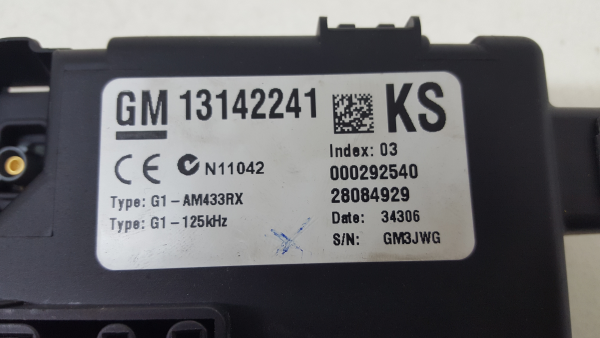 GM 13142241 KS
CE N11042
Type: G1-AM433RX
Type: G1-125kHz
Index: 03
000292540
28084929
Date: 34306
S/N: GM3JWG